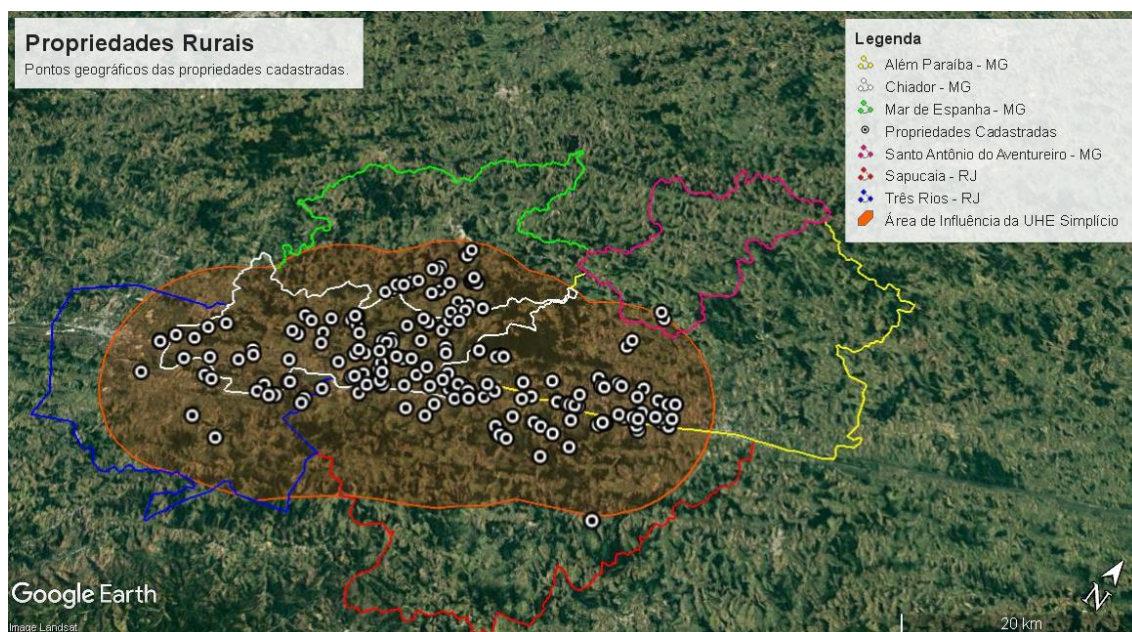 Propriedades Rurais
Pontos geográficos das propriedades cadastradas.
Legenda
Além Paraíba - MG
Chiador - MG
Mar de Espanha - MG
Propriedades Cadastradas
Santo Antônio do Aventureiro - MG
Sapucaia - RJ
Três Rios - RJ
Área de Influência da UHE Simplício
Google Earth
Image Landsat
N
20 km